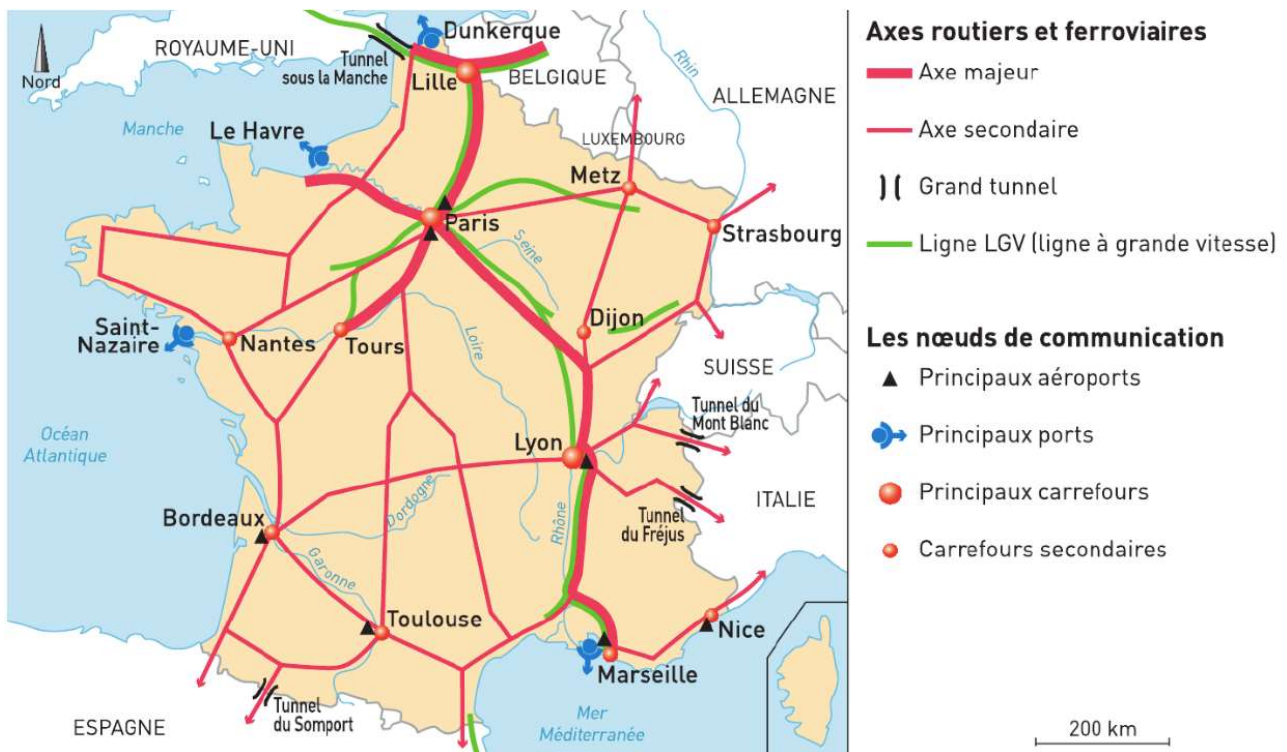 ROYAUME-UNI
Nord
Tunnel
sous la Manche
Dunkerque
Lille
BELGIQUE
Rhin
ALLEMAGNE
Manche
Le Havre
LUXEMBOURG
Metz
Paris
Seine
Strasbourg
Saint-
Nazaire
Nantes
Tours
Loire
Dijon
SUISSE
Tunnel du
Mont Blanc
Océan
Atlantique
Lyon
ITALIE
Bordeaux
Dordogne
Rhône
Tunnel
du Fréjus
Garonne
Toulouse
Nice
Marseille
Tunnel
du Somport
ESPAGNE
Mer
Méditerranée
Axes routiers et ferroviaires
Axe majeur
Axe secondaire
Grand tunnel
Ligne LGV (ligne à grande vitesse)
Les nœuds de communication
Principaux aéroports
Principaux ports
Principaux carrefours
Carrefours secondaires
200 km